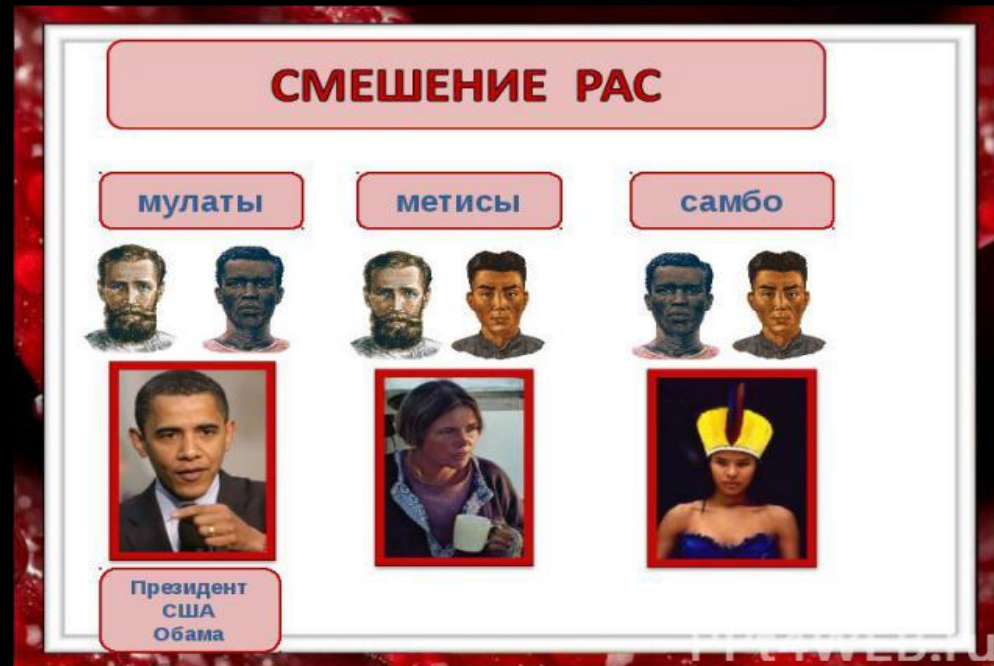 СМЕШЕНИЕ РАС
мулаты
метисы
самбо
Президент
США
Обама